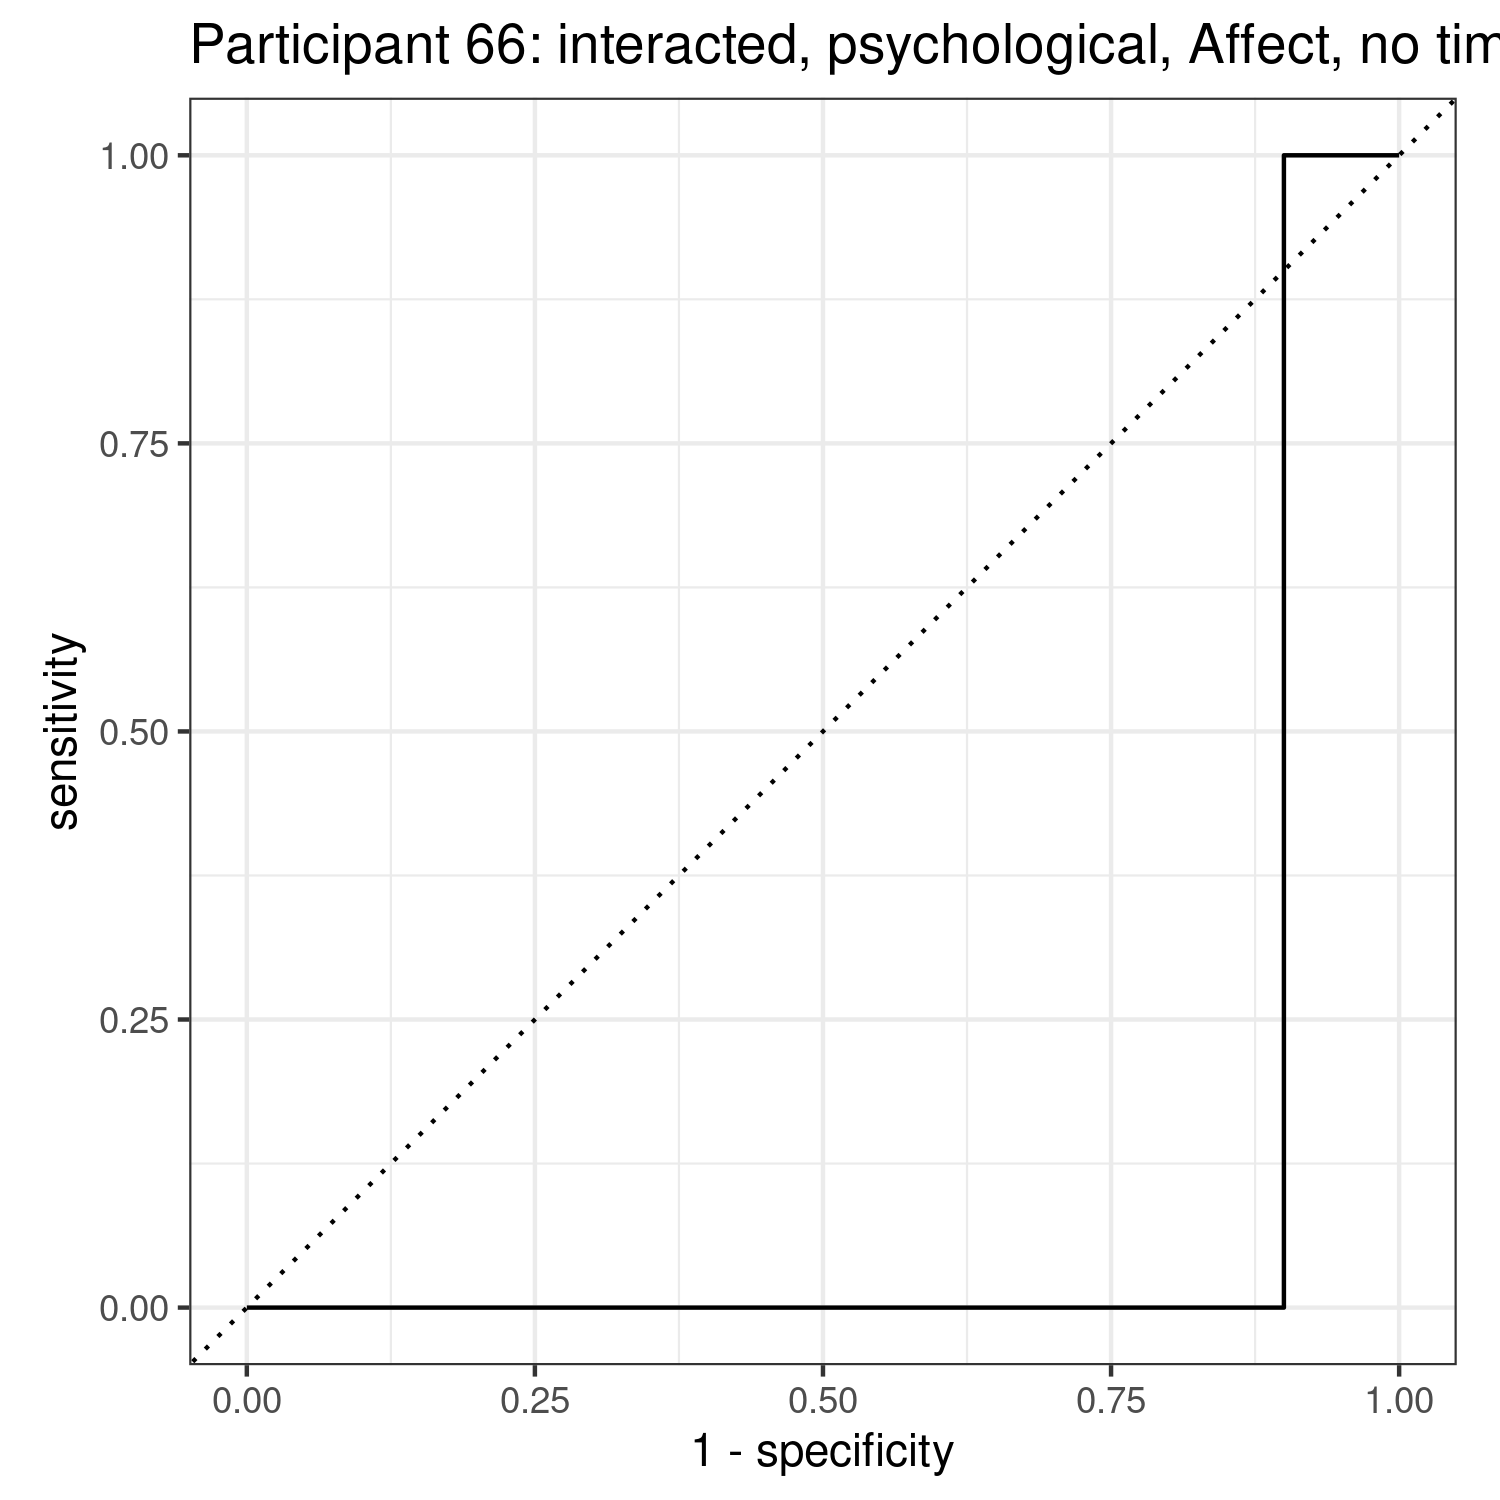 Participant 66: interacted, psychological, Affect, no tim
1.00
0.75
0.50
0.25
0.00
sensitivity
0.00 0.25 0.50 0.75 1.00
1 - specificity